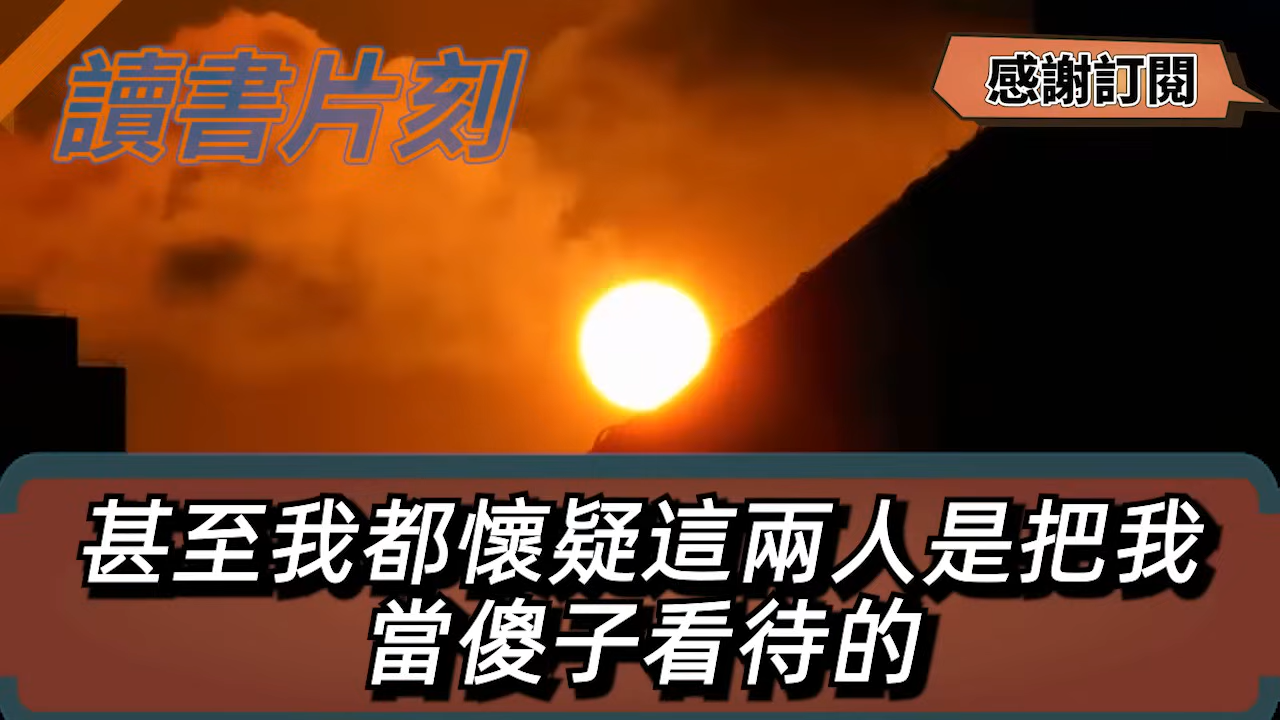 讀書片刻
感謝訂閱
甚至我都懷疑這兩人是把我
當傻子看待的